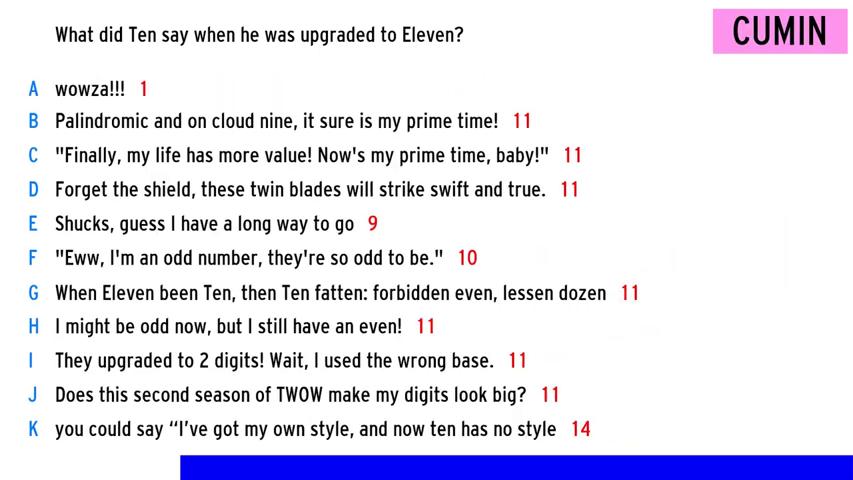 What did Ten say when he was upgraded to Eleven?
CUMIN
A wowza!!! 1
B Palindromic and on cloud nine, it sure is my prime time! 11
C "Finally, my life has more value! Now's my prime time, baby!" 11
D Forget the shield, these twin blades will strike swift and true. 11
E Shucks, guess I have a long way to go 9
F "Eww, I'm an odd number, they're so odd to be." 10
G When Eleven been Ten, then Ten fatten: forbidden even, lessen dozen 11
H I might be odd now, but I still have an even! 11
I They upgraded to 2 digits! Wait, I used the wrong base. 11
J Does this second season of TWOW make my digits look big? 11
K you could say “I’ve got my own style, and now ten has no style 14